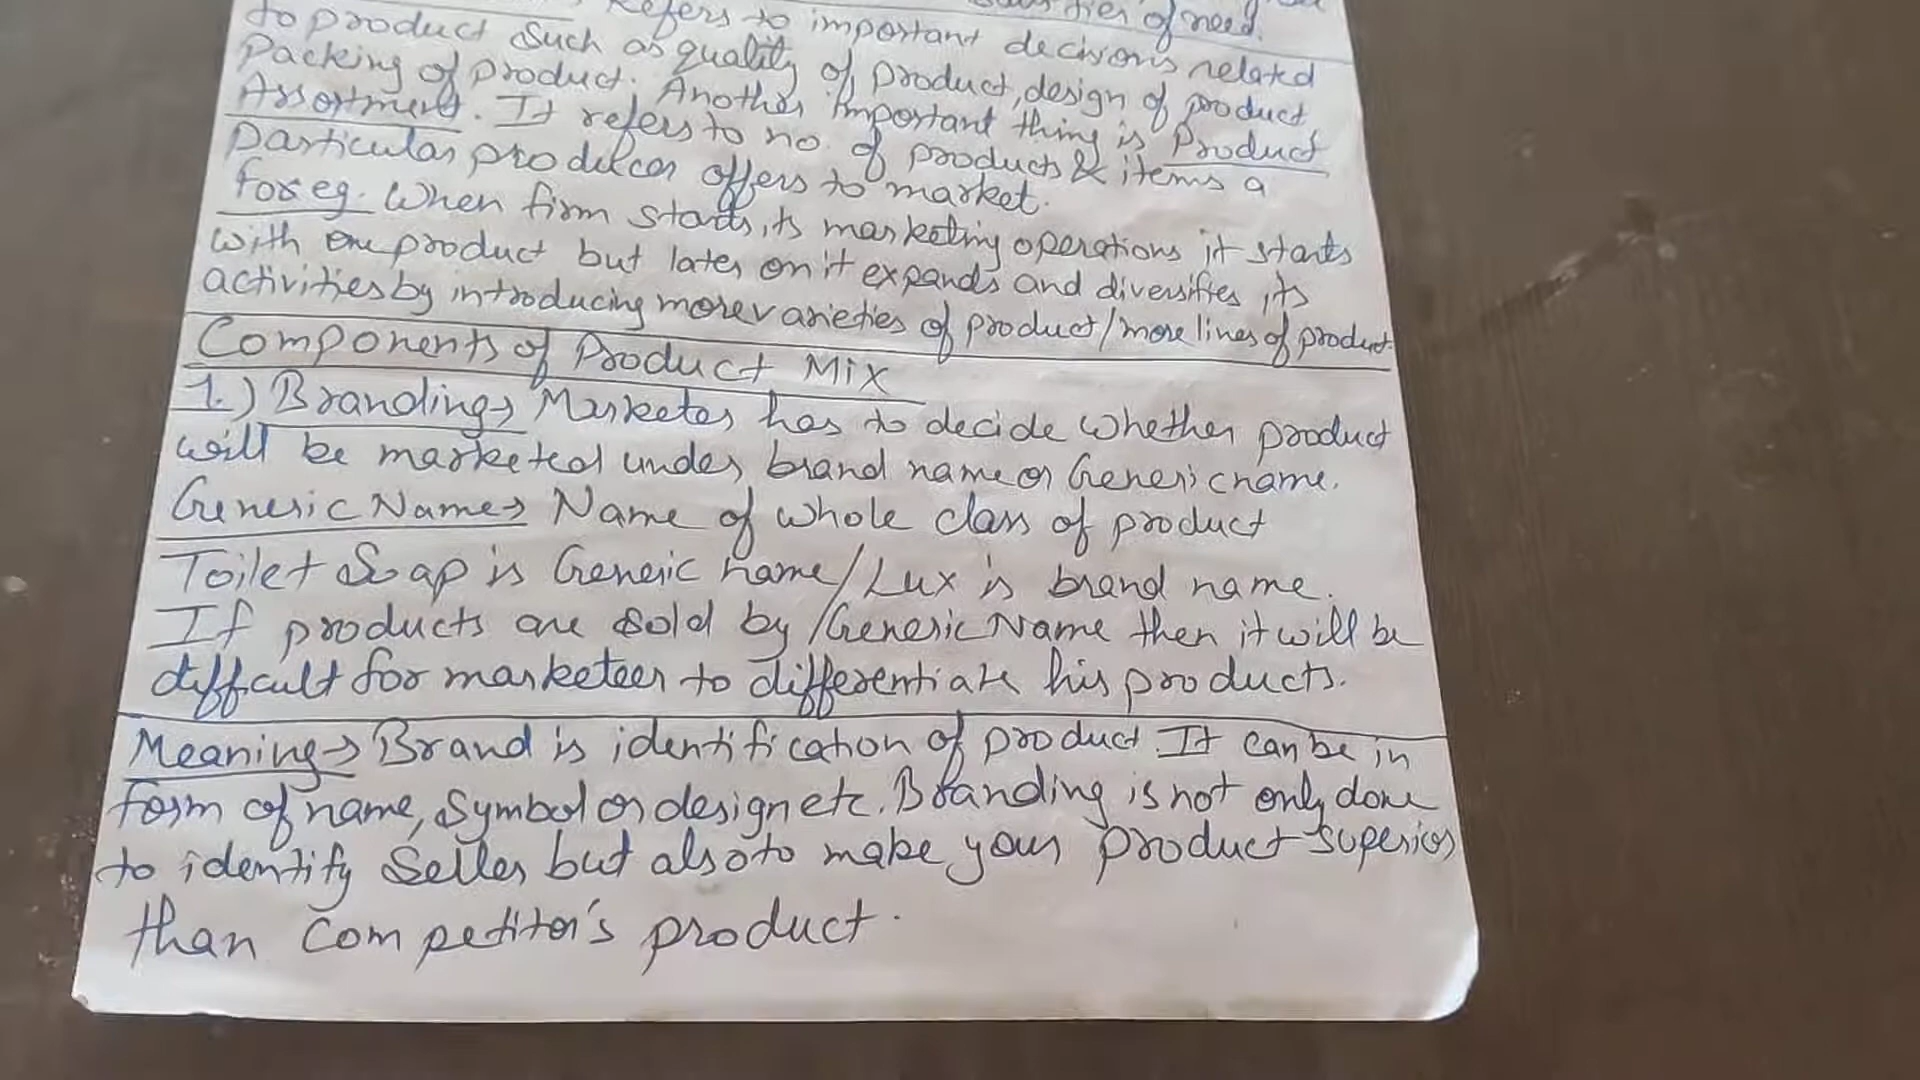 satisfies of need.
Refers to important decisions related
to product such as quality of product, design of product,
Packing of product. Another important thing is Product
Assortment. It refers to no. of products & items a
particular producer offers to market.
For eg. When firm starts its marketing operations it starts
with one product but later on it expands and diversifies its
activities by introducing more varieties of product/more lines of product.
Components of Product Mix
1.) Branding→ Marketer has to decide whether product
will be marketed under brand name or Generic name.
Generic Name→ Name of whole class of product
Toilet Soap is Generic name/Lux is brand name.
If products are sold by /Generic Name then it will be
difficult for marketeer to differentiate his products.
Meaning→ Brand is identification of product. It can be in
form of name, symbol or design etc. Branding is not only done
to identify seller but also to make your product superior
than competitor's product.